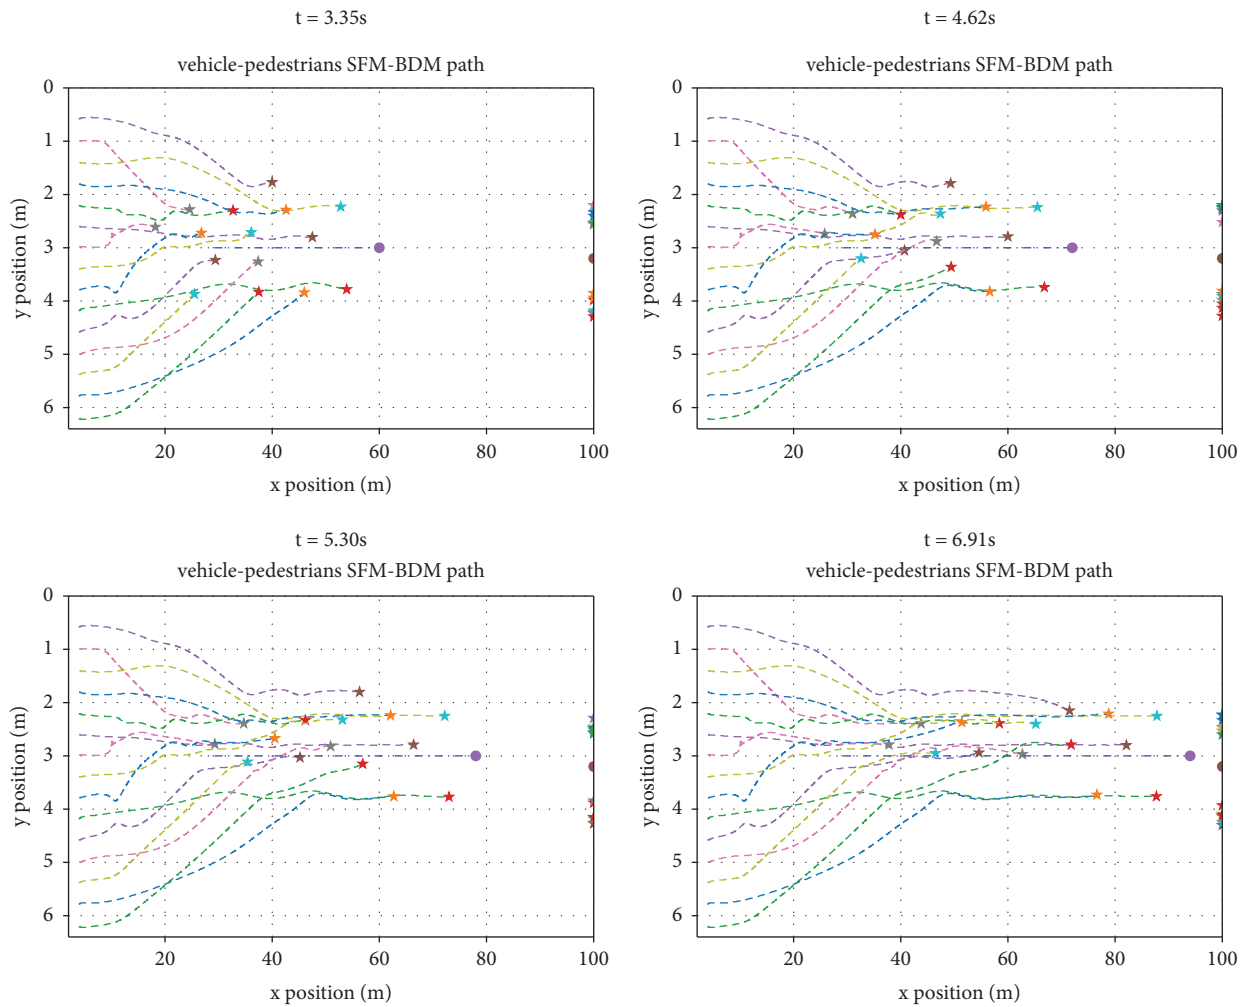 t = 3.35s
vehicle-pedestrians SFM-BDM path
0
1
2
3
4
5
6
y position (m)
20 40 60 80 100
x position (m)
t = 4.62s
vehicle-pedestrians SFM-BDM path
0
1
2
3
4
5
6
y position (m)
20 40 60 80 100
x position (m)
t = 5.30s
vehicle-pedestrians SFM-BDM path
0
1
2
3
4
5
6
y position (m)
20 40 60 80 100
x position (m)
t = 6.91s
vehicle-pedestrians SFM-BDM path
0
1
2
3
4
5
6
y position (m)
20 40 60 80 100
x position (m)